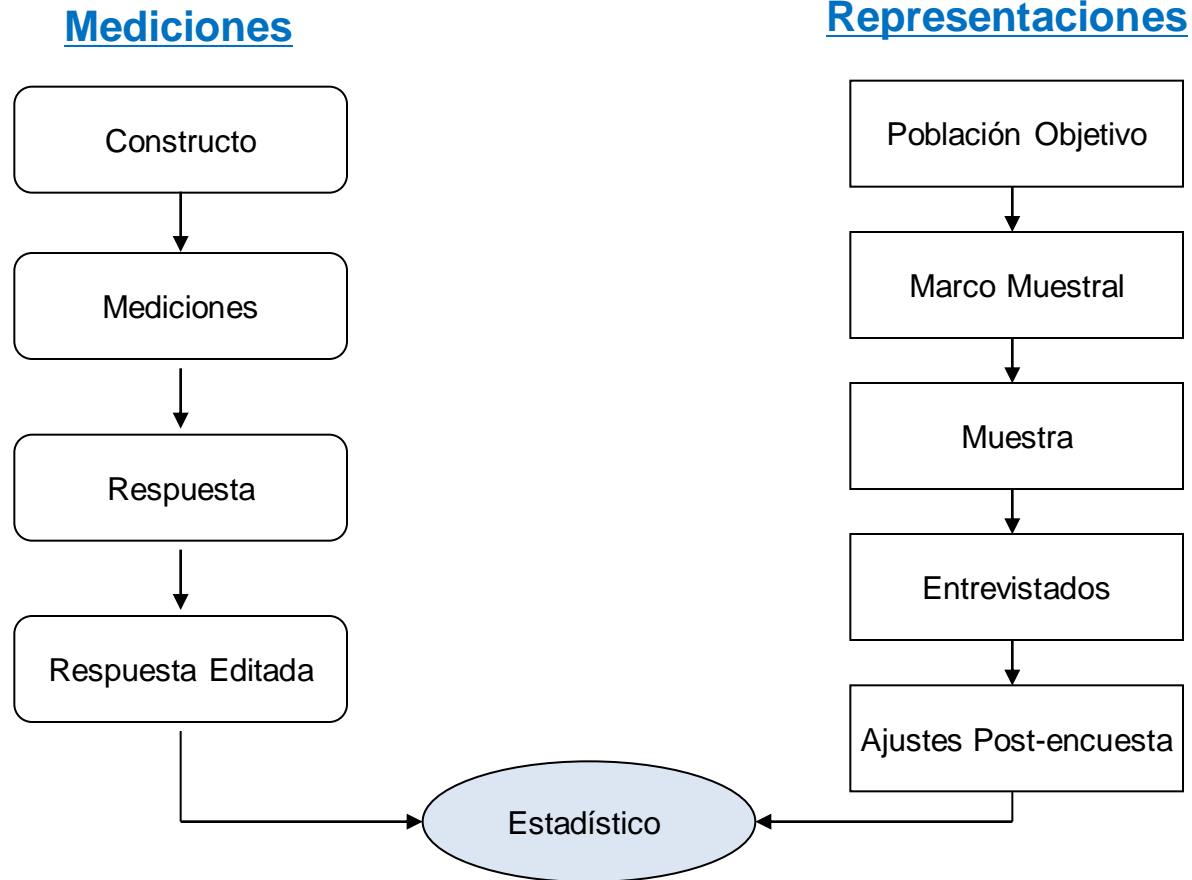 Mediciones
Constructo
Mediciones
Respuesta
Respuesta Editada
Representaciones
Población Objetivo
Marco Muestral
Muestra
Entrevistados
Ajustes Post-encuesta
Estadístico